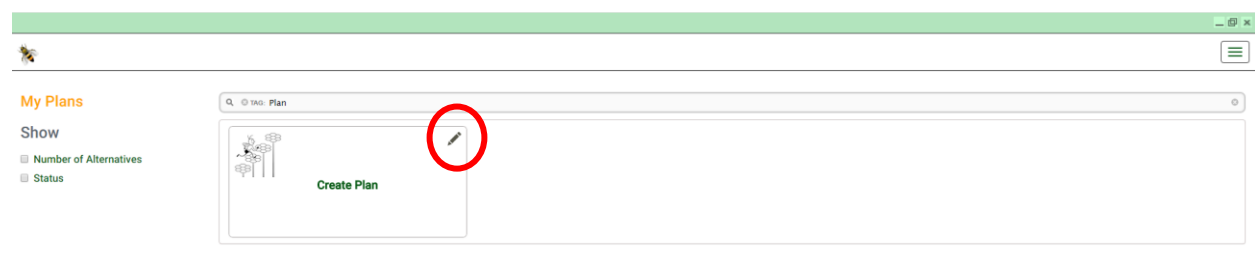 My Plans
TAG: Plan
Show
Number of Alternatives
Status
Create Plan